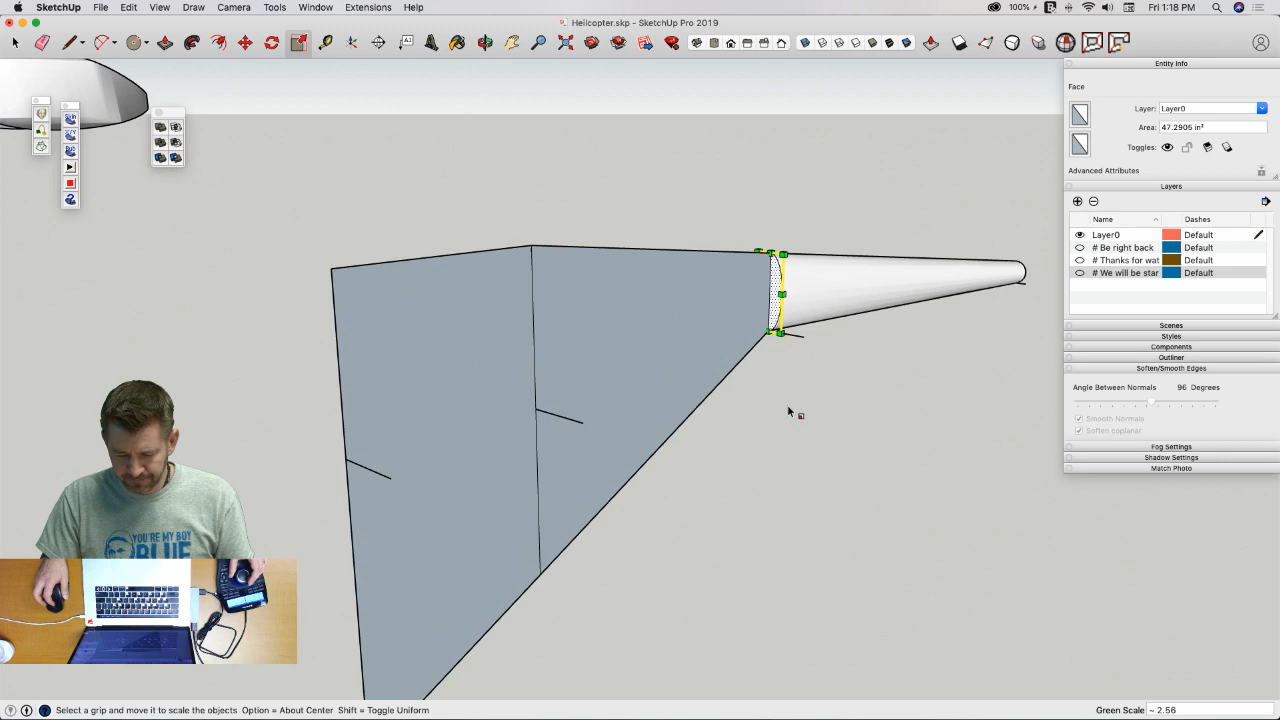 SketchUp File Edit View Draw Camera Tools Window Extensions Help
100% Fri 1:18 PM
Helicopter.skp - SketchUp Pro 2019
Entity Info
Face
Layer: Layer0
Area: 47.2905 in²
Toggles:
Advanced Attributes
Layers
Name Dashes
Layer0 Default
# Be right back Default
# Thanks for wat Default
# We will be star Default
Scenes
Styles
Components
Outliner
Soften/Smooth Edges
Angle Between Normals 96 Degrees
Smooth Normals
Soften coplanar
Fog Settings
Shadow Settings
Match Photo
YOU'RE MY BOY
BLUE
Select a grip and move it to scale the objects Option = About Center Shift = Toggle Uniform
Green Scale ~ 2.56